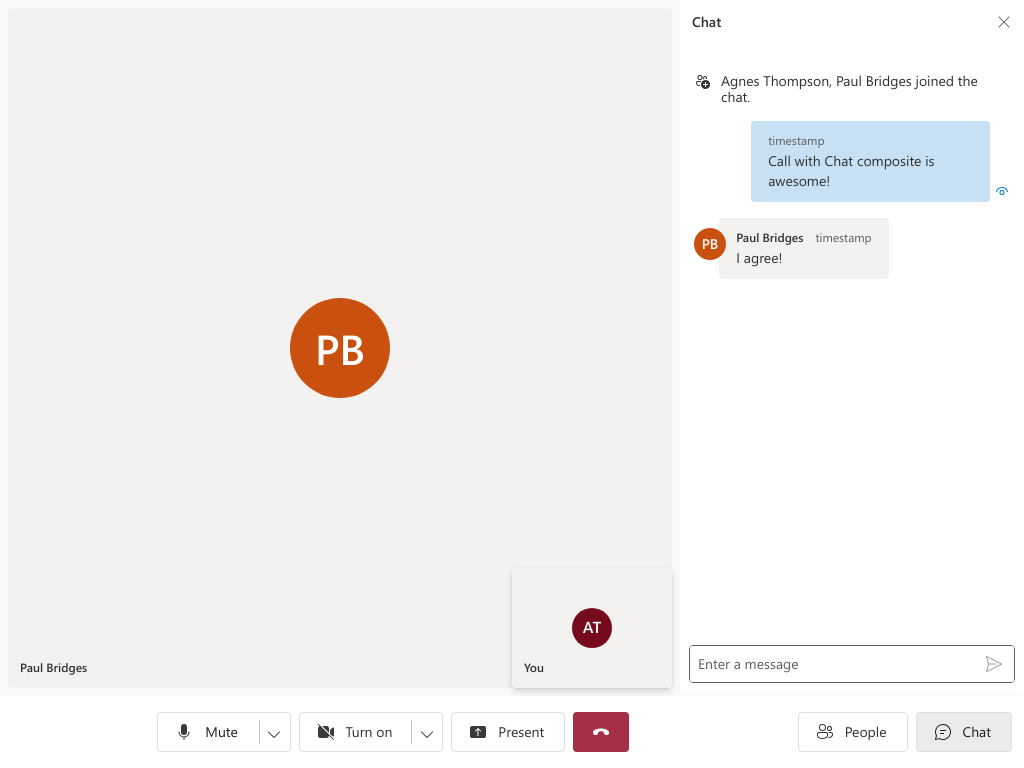 Chat
Agnes Thompson, Paul Bridges joined the
chat.
timestamp
Call with Chat composite is
awesome!
PB
Paul Bridges timestamp
I agree!
PB
AT
Paul Bridges
You
Enter a message
Mute
Turn on
Present
People
Chat